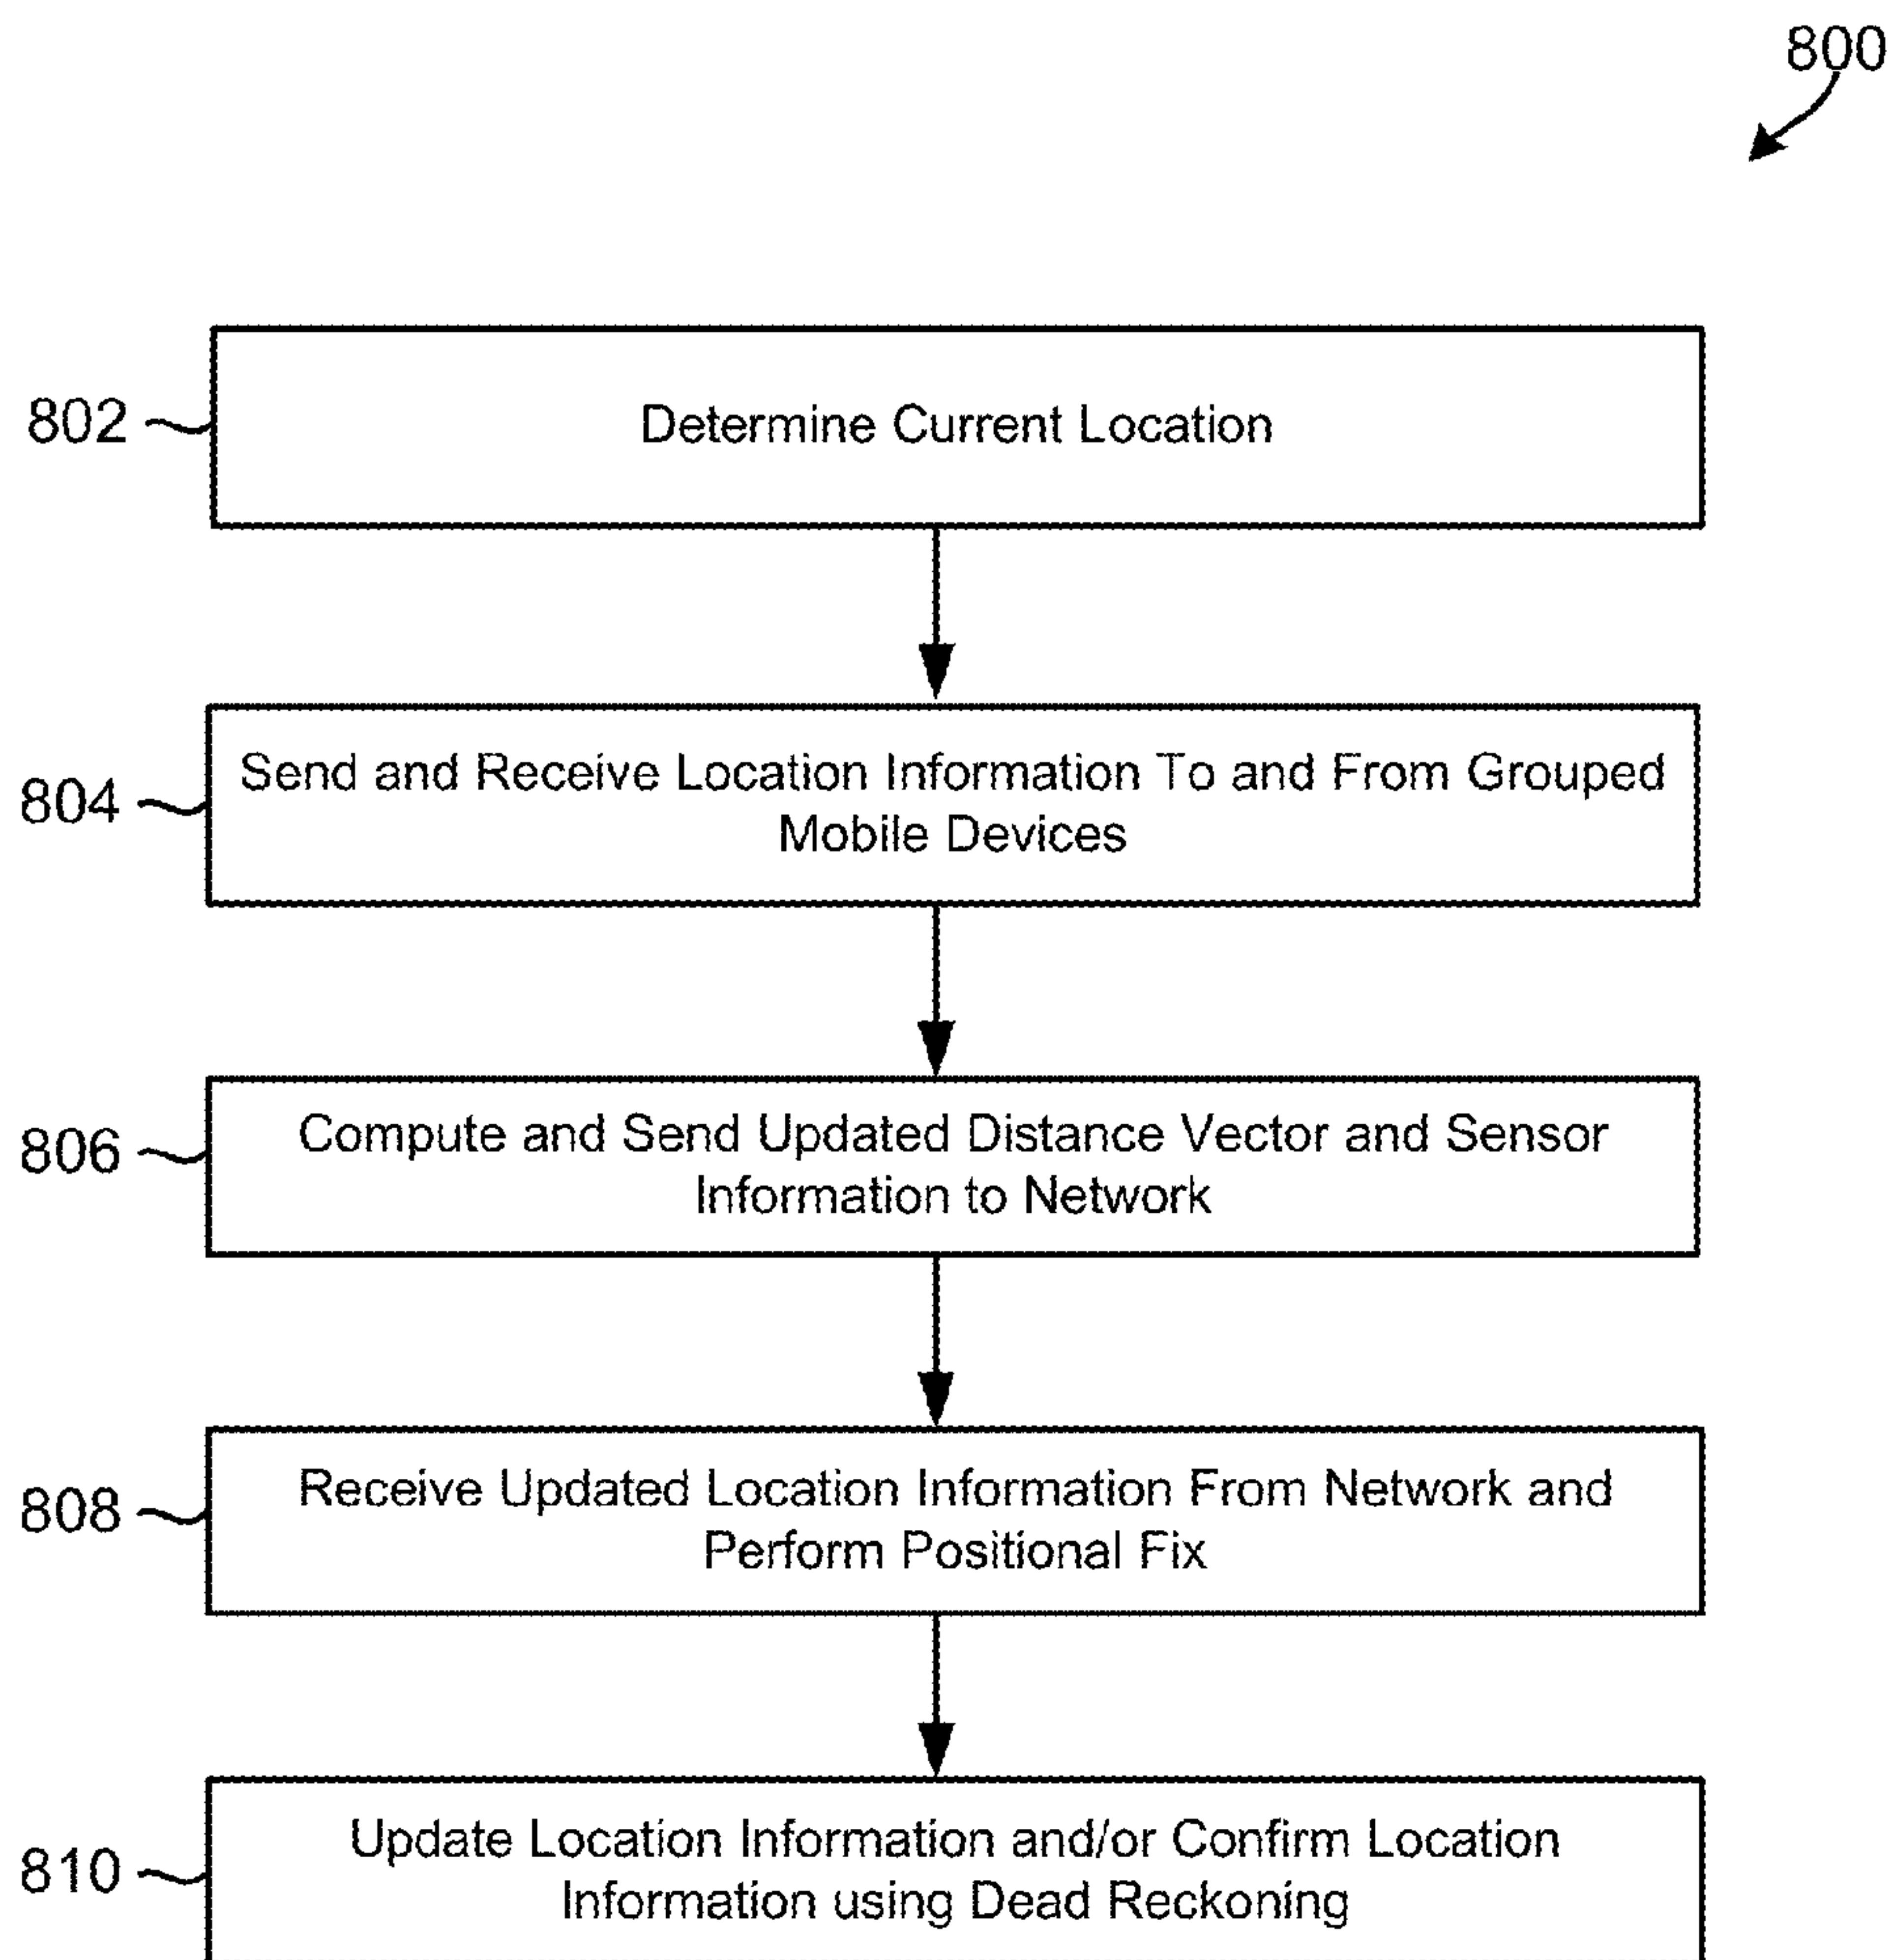 800
802
Determine Current Location
804
Send and Receive Location Information To and From Grouped
Mobile Devices
806
Compute and Send Updated Distance Vector and Sensor
Information to Network
808
Receive Updated Location Information From Network and
Perform Positional Fix
810
Update Location Information and/or Confirm Location
Information using Dead Reckoning